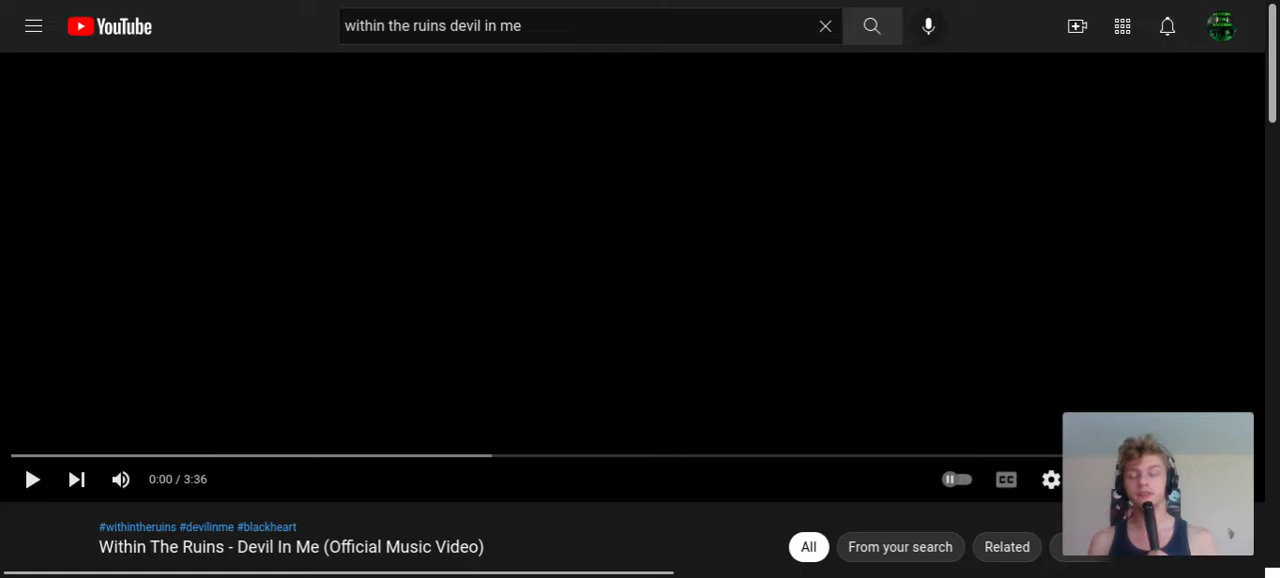 YouTube
within the ruins devil in me
0:00 / 3:36
CC
#withintheruins #devilinme #blackheart
Within The Ruins - Devil In Me (Official Music Video)
All
From your search
Related